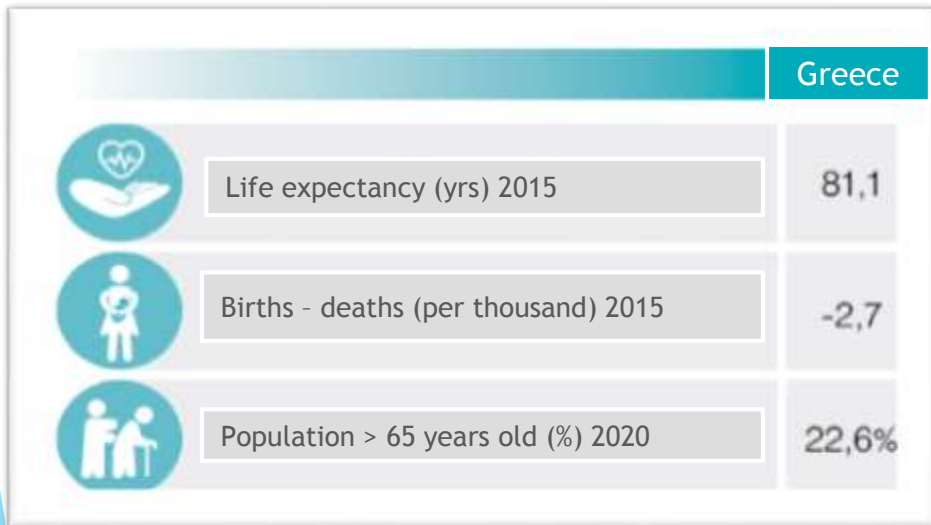 Greece
Life expectancy (yrs) 2015 81,1
Births – deaths (per thousand) 2015 -2,7
Population > 65 years old (%) 2020 22,6%